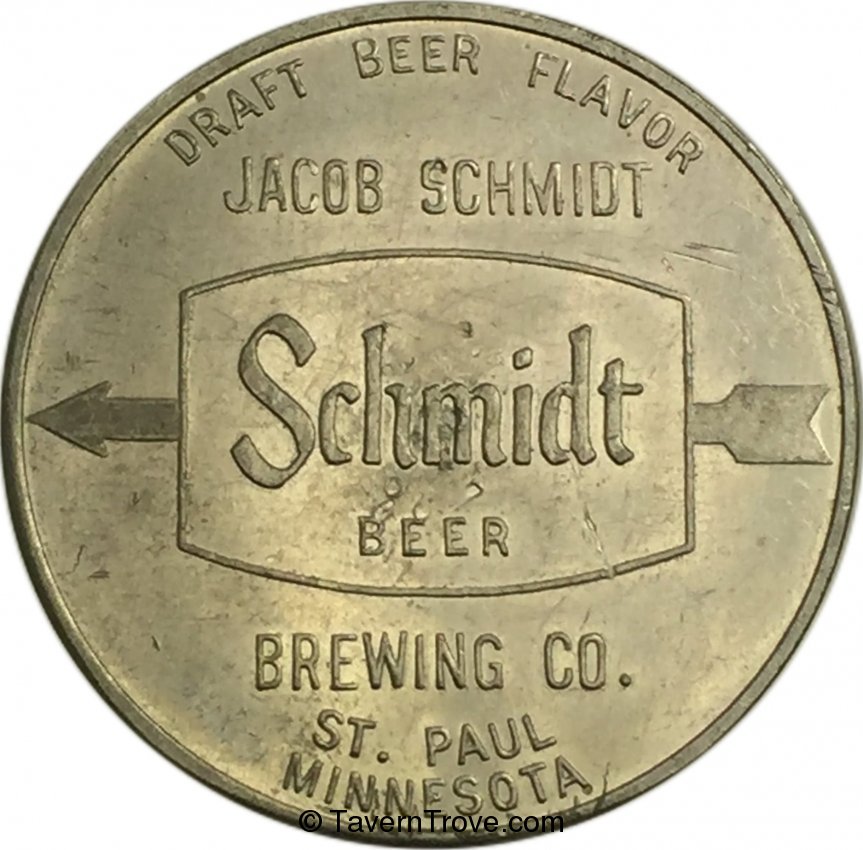 DRAFT BEER FLAVOR
JACOB SCHMIDT
Schmidt
BEER
BREWING CO.
ST. PAUL
MINNESOTA
© TavernTrove.com